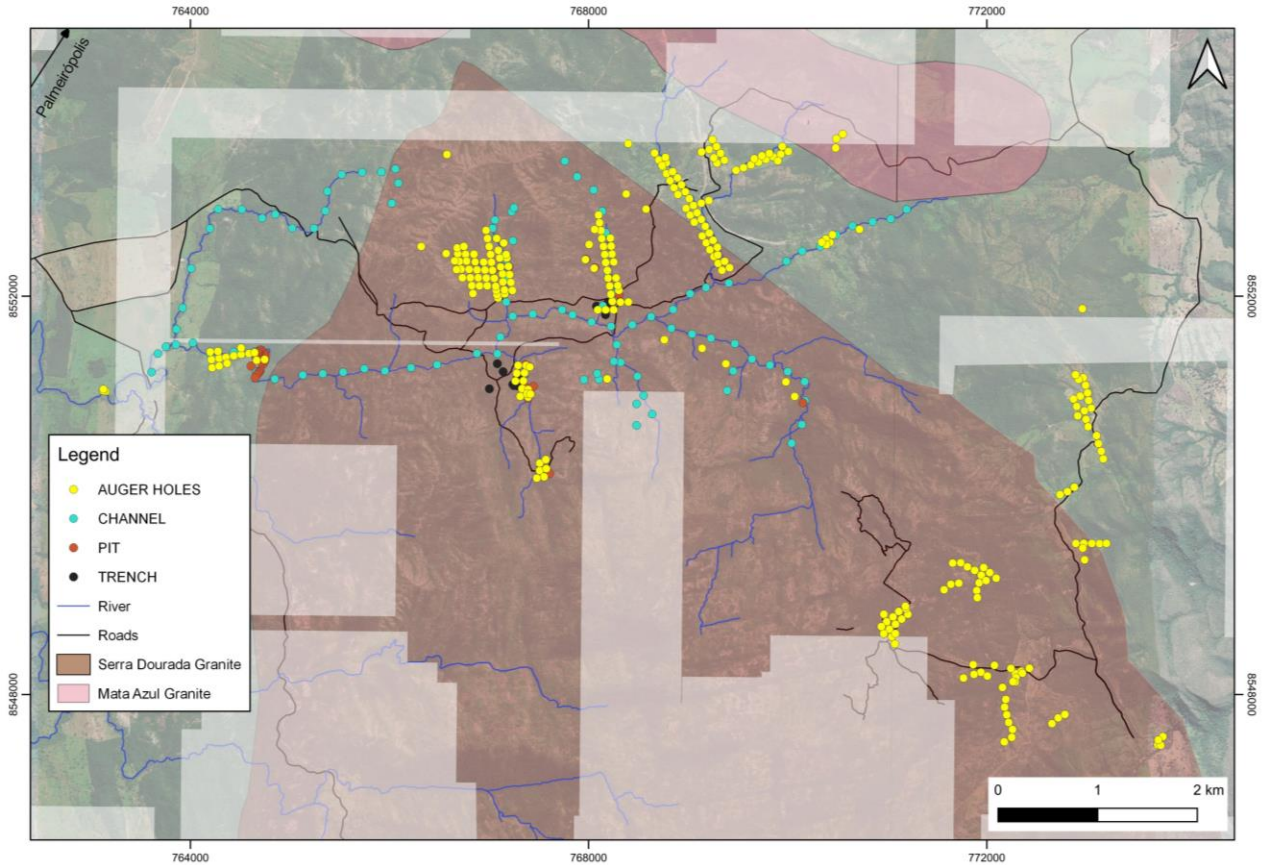 764000
768000
772000
Palmeirópolis
8552000
8552000
Legend
AUGER HOLES
CHANNEL
PIT
TRENCH
River
Roads
Serra Dourada Granite
Mata Azul Granite
8548000
8548000
0 1 2 km
764000
768000
772000